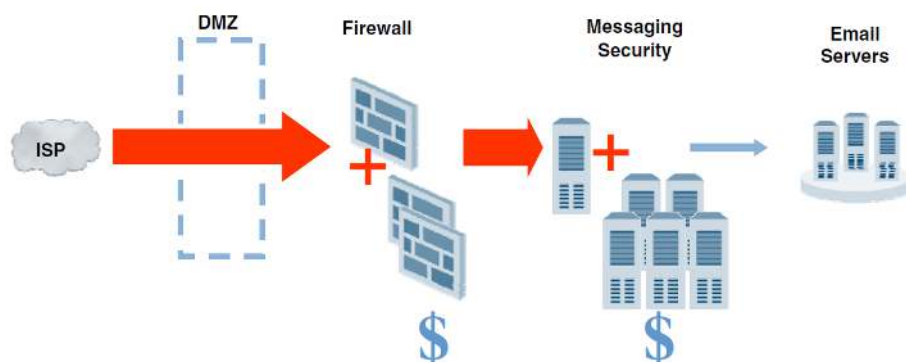 DMZ
Firewall
Messaging
Security
Email
Servers
ISP
+
+
$
$